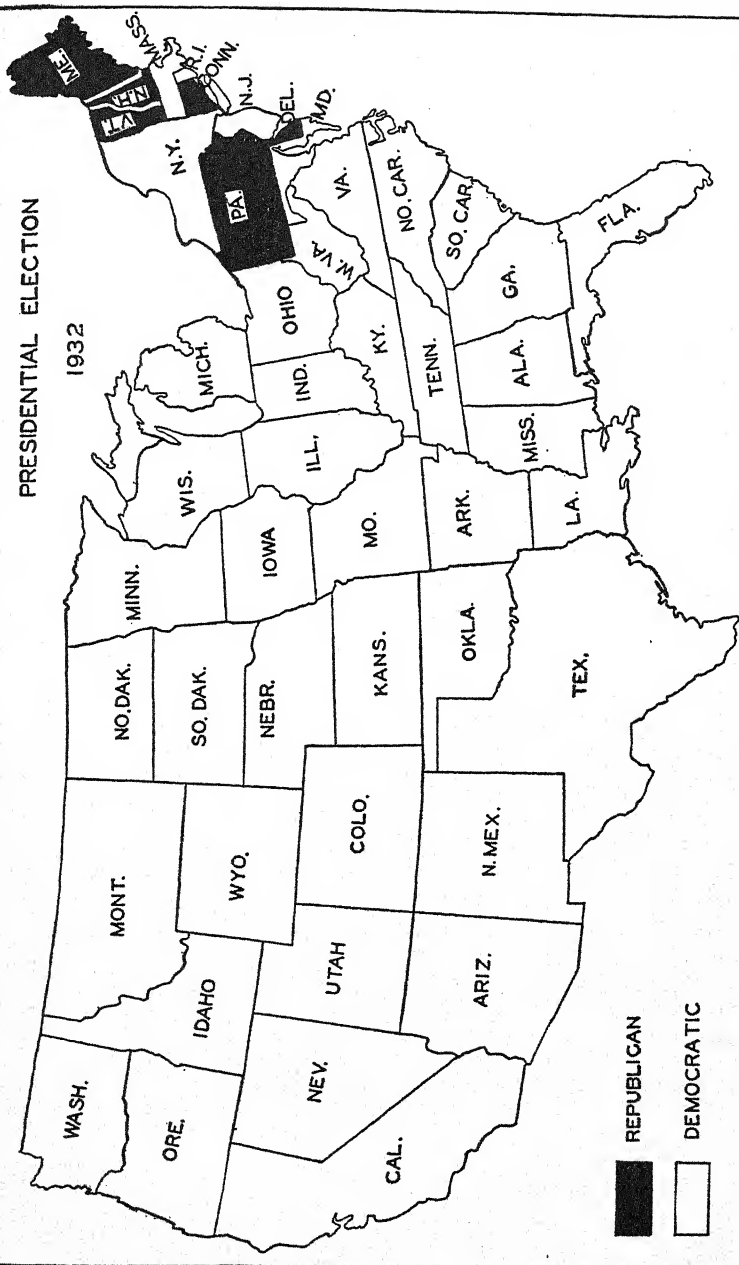 PRESIDENTIAL ELECTION
1932
WASH.
ORE.
CAL.
NEV.
IDAHO
MONT.
WYO.
UTAH
ARIZ.
COLO.
N. MEX.
NO. DAK.
SO. DAK.
NEBR.
KANS.
OKLA.
TEX.
MINN.
IOWA
MO.
ARK.
LA.
WIS.
ILL.
MICH.
IND.
OHIO
KY.
TENN.
MISS.
ALA.
GA.
FLA.
SO. CAR.
NO. CAR.
VA.
W. VA.
PA.
N.Y.
VT.
N.H.
ME.
MASS.
R.I.
CONN.
N.J.
DEL.
MD.
REPUBLICAN
DEMOCRATIC